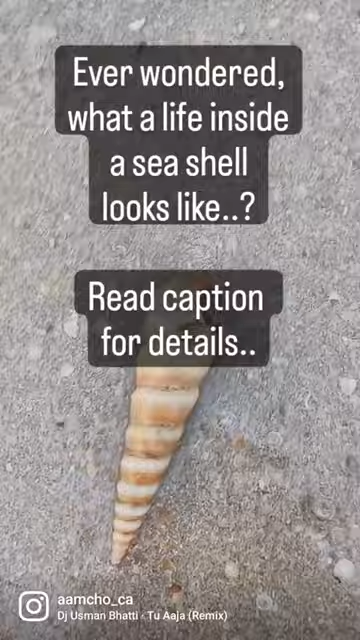 Ever wondered,
what a life inside
a sea shell
looks like..?
Read caption
for details..
aamcho_ca
Dj Usman Bhatti · Tu Aaja (Remix)